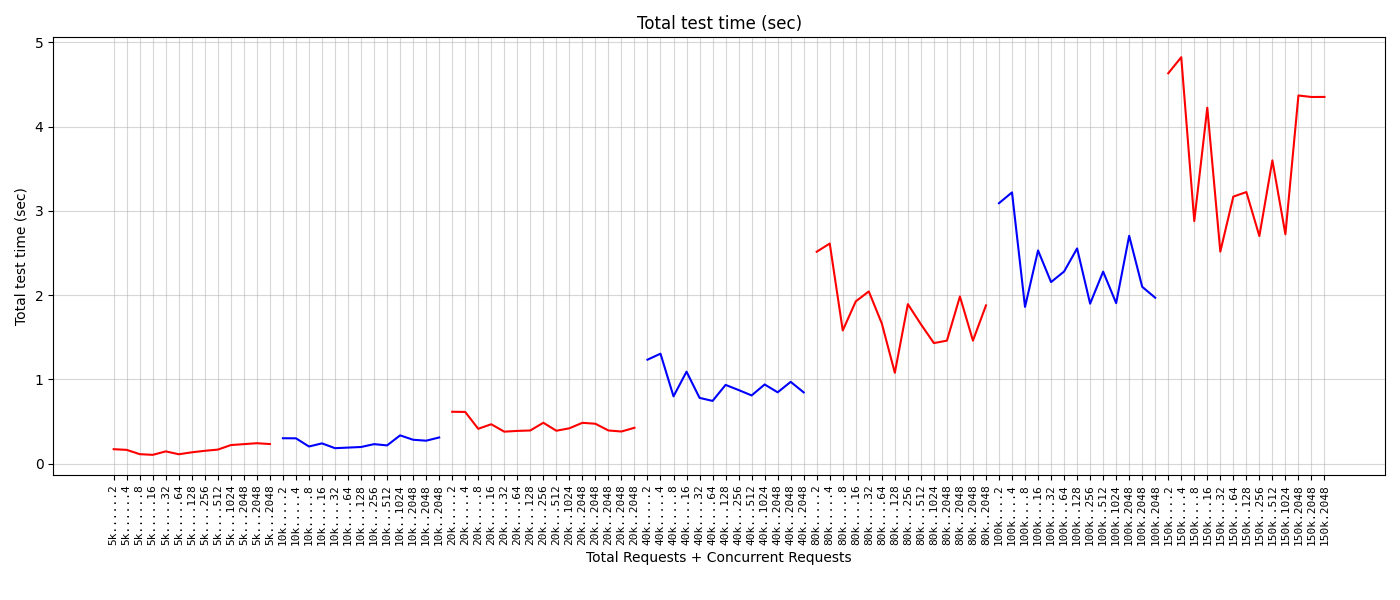 Total test time (sec)
Total test time (sec)
5
4
3
2
1
0
5k......2
5k......4
5k......8
5k.....16
5k.....32
5k.....64
5k....128
5k....256
5k....512
5k...1024
5k...2048
5k...2048
5k...2048
10k.....2
10k.....4
10k.....8
10k....16
10k....32
10k....64
10k...128
10k...256
10k...512
10k..1024
10k..2048
10k..2048
10k..2048
20k.....2
20k.....4
20k.....8
20k....16
20k....32
20k....64
20k...128
20k...256
20k...512
20k..1024
20k..2048
20k..2048
20k..2048
20k..2048
20k..2048
40k.....2
40k.....4
40k.....8
40k....16
40k....32
40k....64
40k...128
40k...256
40k...512
40k..1024
40k..2048
40k..2048
40k..2048
80k.....2
80k.....4
80k.....8
80k....16
80k....32
80k....64
80k...128
80k...256
80k...512
80k..1024
80k..2048
80k..2048
80k..2048
80k..2048
100k....2
100k....4
100k....8
100k...16
100k...32
100k...64
100k..128
100k..256
100k..512
100k.1024
100k.2048
100k.2048
100k.2048
150k....2
150k....4
150k....8
150k...16
150k...32
150k...64
150k..128
150k..256
150k..512
150k.1024
150k.2048
150k.2048
150k.2048
Total Requests + Concurrent Requests